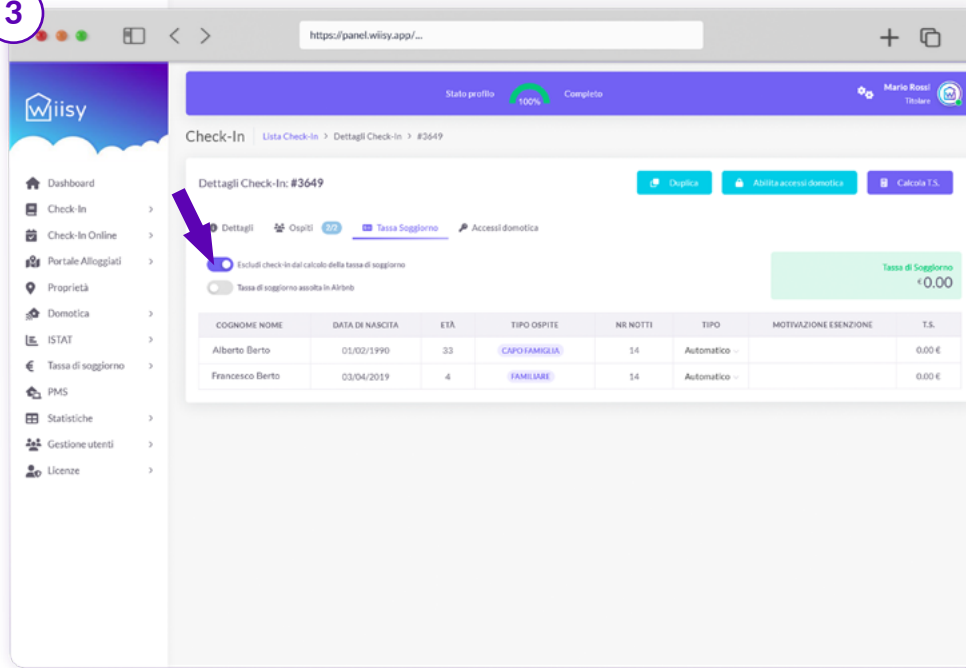 3
https://panel.wiisy.app/...
wiisy
Stato profilo 100% Completo
Mario Rossi
Titolare
Check-In Lista Check-In > Dettagli Check-In > #3649
Dashboard
Check-In
Check-In Online
Portale Alloggiati
Proprietà
Domotica
ISTAT
Tassa di soggiorno
PMS
Statistiche
Gestione utenti
Licenze
Dettagli Check-In: #3649
Duplica
Abilita accessi domotica
Calcola T.S.
Dettagli Ospiti 2/2 Tassa Soggiorno Accessi domotica
Escludi check-in dal calcolo della tassa di soggiorno
Tassa di soggiorno assolta in Airbnb
Tassa di Soggiorno
€0.00
COGNOME NOME DATA DI NASCITA ETÀ TIPO OSPITE NR NOTTI TIPO MOTIVAZIONE ESENZIONE T.S.
Alberto Berto 01/02/1990 33 CAPO FAMIGLIA 14 Automatico 0.00 €
Francesco Berto 03/04/2019 4 FAMILIARE 14 Automatico 0.00 €